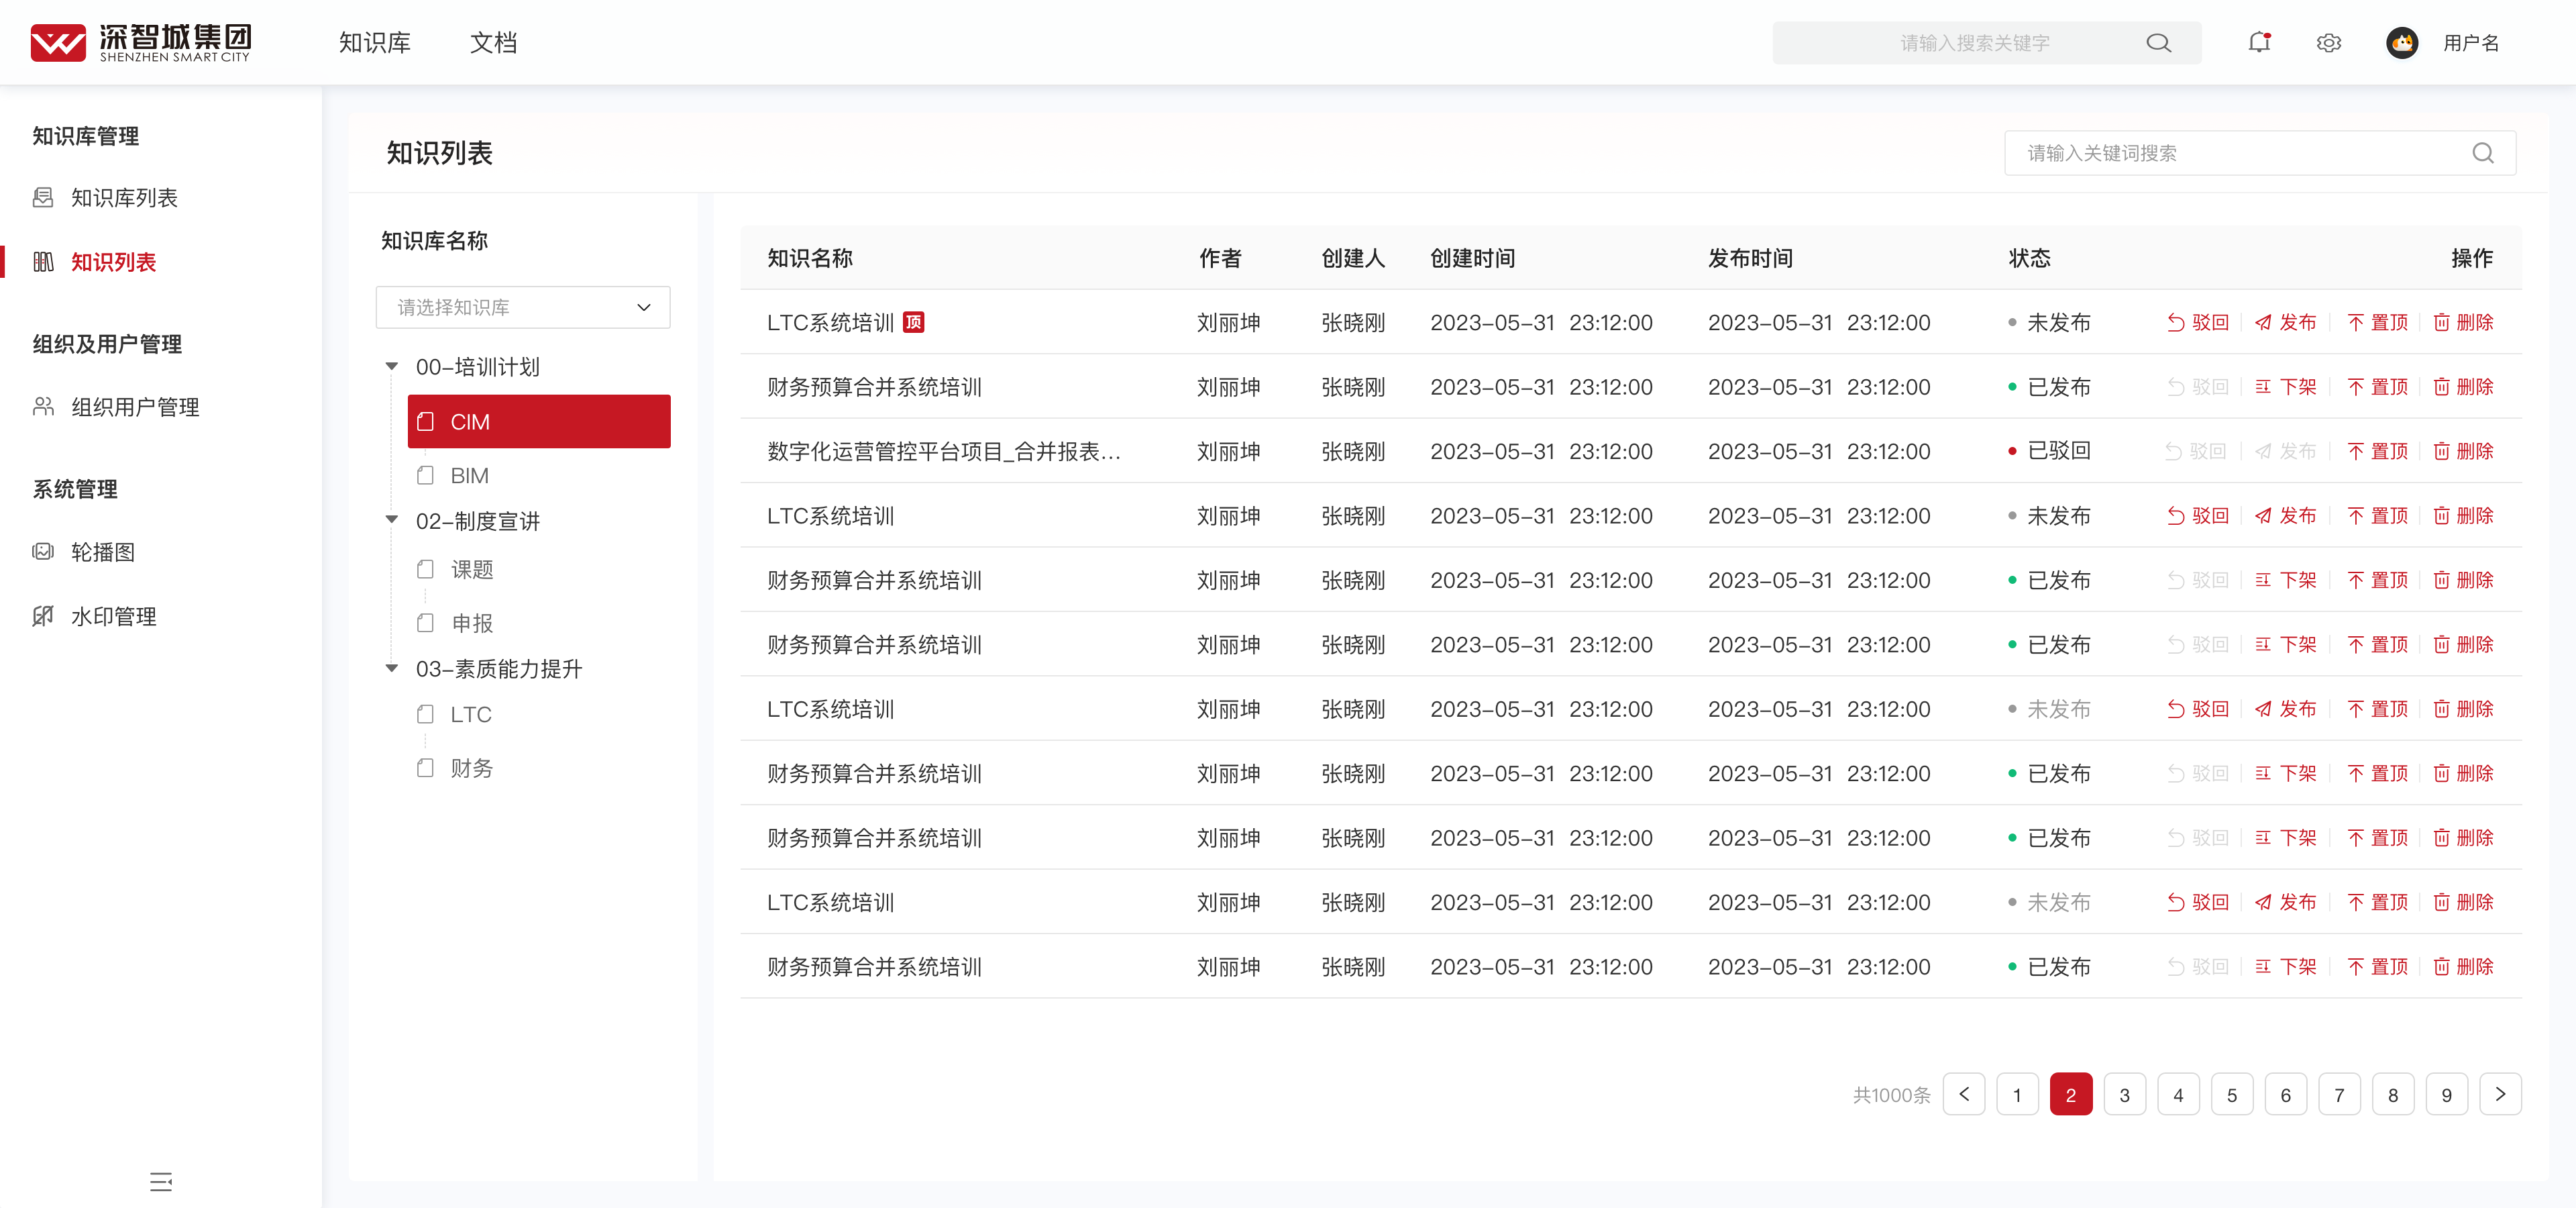 深智城集团
SHENZHEN SMART CITY
知识库 文档 请输入搜索关键字 用户名
知识库管理
知识库列表
知识列表
组织及用户管理
组织用户管理
系统管理
轮播图
水印管理
知识列表 请输入关键词搜索
知识库名称
请选择知识库
00-培训计划
CIM
BIM
02-制度宣讲
课题
申报
03-素质能力提升
LTC
财务
知识名称 作者 创建人 创建时间 发布时间 状态 操作
LTC系统培训 顶 刘丽坤 张晓刚 2023-05-31 23:12:00 2023-05-31 23:12:00 未发布 驳回 发布 置顶 删除
财务预算合并系统培训 刘丽坤 张晓刚 2023-05-31 23:12:00 2023-05-31 23:12:00 已发布 驳回 下架 置顶 删除
数字化运营管控平台项目_合并报表... 刘丽坤 张晓刚 2023-05-31 23:12:00 2023-05-31 23:12:00 已驳回 驳回 发布 置顶 删除
LTC系统培训 刘丽坤 张晓刚 2023-05-31 23:12:00 2023-05-31 23:12:00 未发布 驳回 发布 置顶 删除
财务预算合并系统培训 刘丽坤 张晓刚 2023-05-31 23:12:00 2023-05-31 23:12:00 已发布 驳回 下架 置顶 删除
财务预算合并系统培训 刘丽坤 张晓刚 2023-05-31 23:12:00 2023-05-31 23:12:00 已发布 驳回 下架 置顶 删除
LTC系统培训 刘丽坤 张晓刚 2023-05-31 23:12:00 2023-05-31 23:12:00 未发布 驳回 发布 置顶 删除
财务预算合并系统培训 刘丽坤 张晓刚 2023-05-31 23:12:00 2023-05-31 23:12:00 已发布 驳回 下架 置顶 删除
财务预算合并系统培训 刘丽坤 张晓刚 2023-05-31 23:12:00 2023-05-31 23:12:00 已发布 驳回 下架 置顶 删除
LTC系统培训 刘丽坤 张晓刚 2023-05-31 23:12:00 2023-05-31 23:12:00 未发布 驳回 发布 置顶 删除
财务预算合并系统培训 刘丽坤 张晓刚 2023-05-31 23:12:00 2023-05-31 23:12:00 已发布 驳回 下架 置顶 删除
共1000条 1 2 3 4 5 6 7 8 9